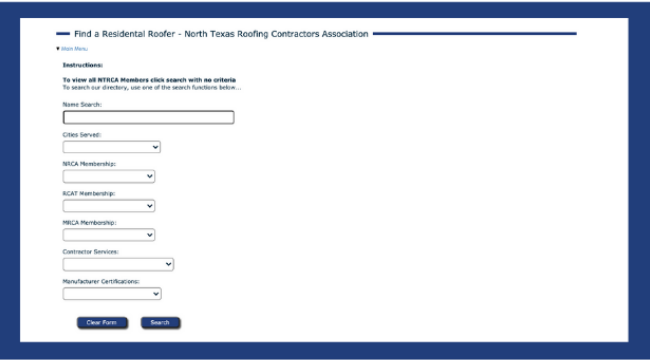 Find a Residental Roofer - North Texas Roofing Contractors Association
▼ Main Menu
Instructions:
To view all NTRCA Members click search with no criteria
To search our directory, use one of the search functions below...
Name Search:
Cities Served:
NRCA Membership:
RCAT Membership:
MRCA Membership:
Contractor Services:
Manufacturer Certifications:
Clear Form Search